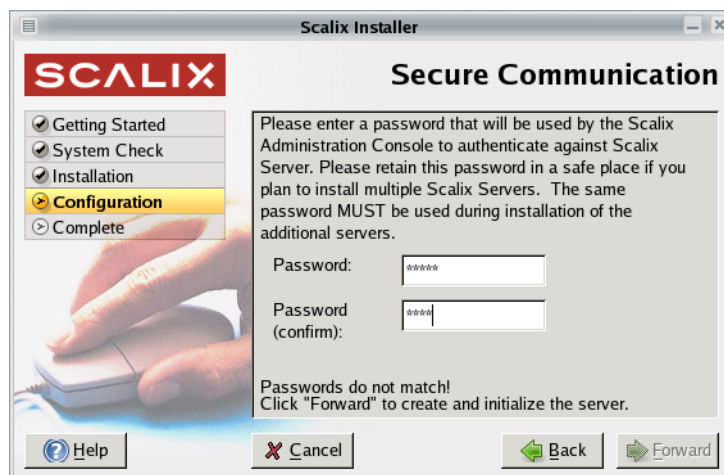 Scalix Installer
SCALIX
Secure Communication
Getting Started
System Check
Installation
Configuration
Complete
Please enter a password that will be used by the Scalix
Administration Console to authenticate against Scalix
Server. Please retain this password in a safe place if you
plan to install multiple Scalix Servers.  The same
password MUST be used during installation of the
additional servers.
Password:
*****
Password
(confirm):
****
Passwords do not match!
Click "Forward" to create and initialize the server.
Help
Cancel
Back
Forward